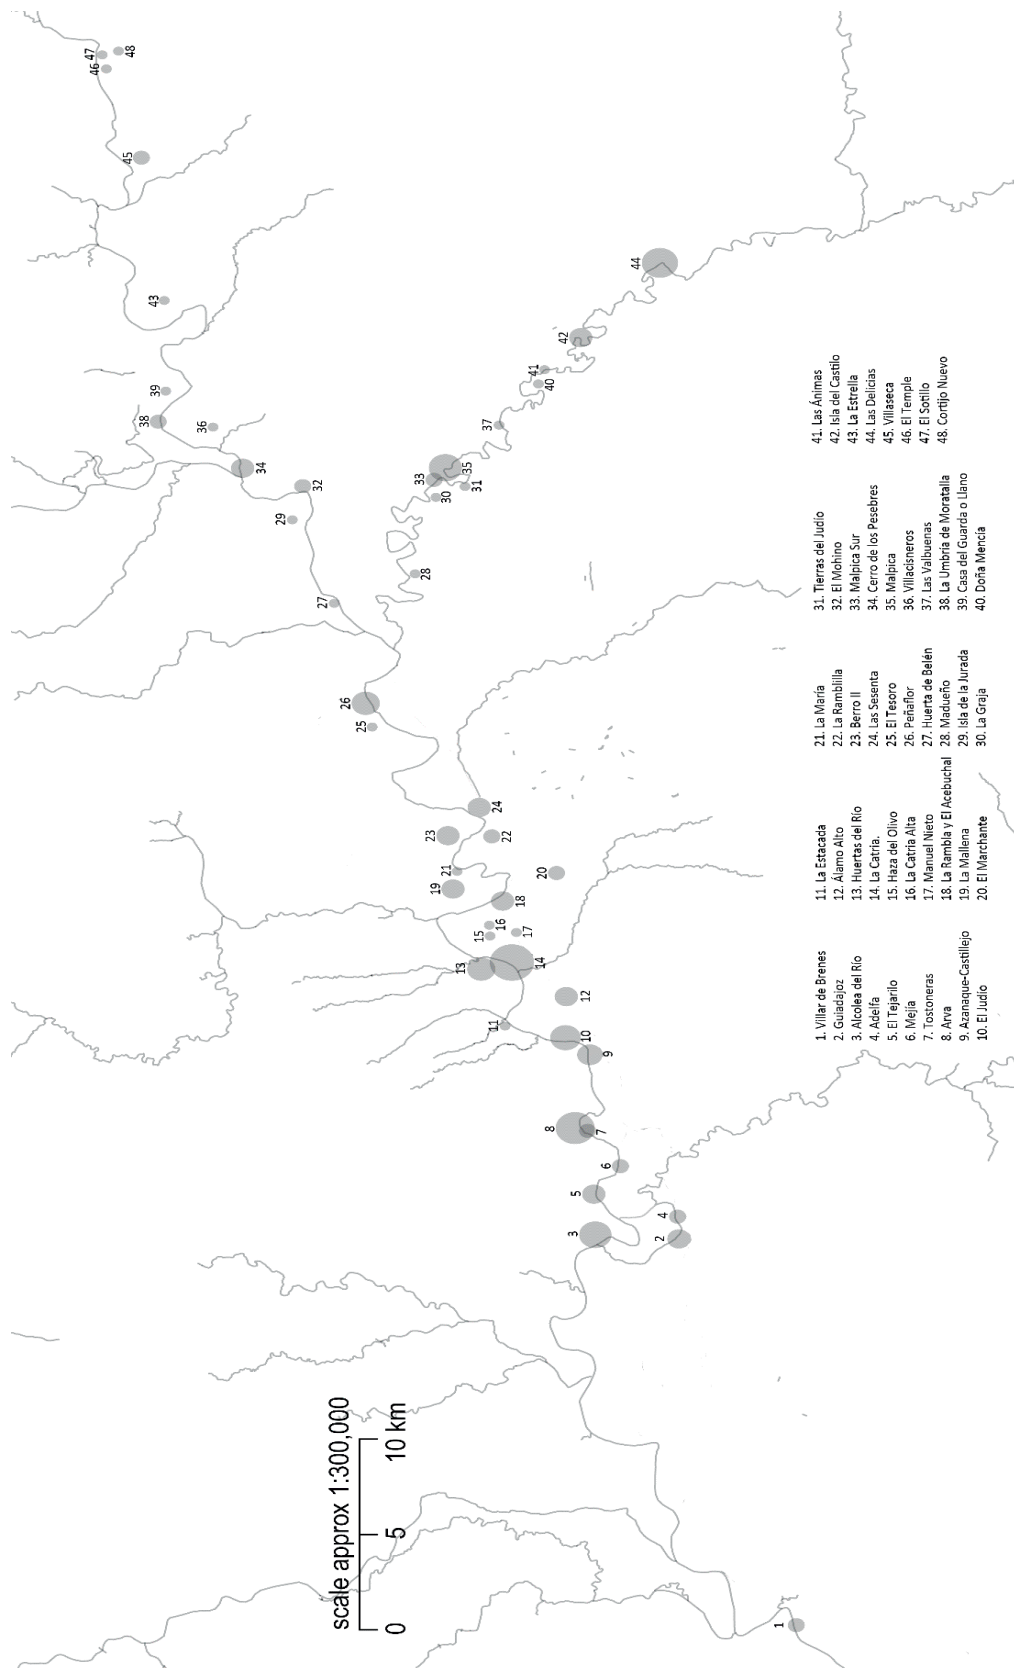 scale approx 1:300,000
0 5 10 km
1
2
3
4
5
6
7
8
9
10
11
12
13
14
15
16
17
18
19
20
21
22
23
24
25
26
27
28
29
30
31
32
33
34
35
36
37
38
39
40
41
42
43
44
45
46
47
48
1. Villar de Brenes
2. Guiadajoz
3. Alcolea del Río
4. Adelfa
5. El Tejarilo
6. Mejía
7. Tostoneras
8. Arva
9. Azanaque-Castillejo
10. El Judío
11. La Estacada
12. Álamo Alto
13. Huertas del Río
14. La Catria.
15. Haza del Olivo
16. La Catria Alta
17. Manuel Nieto
18. La Rambla y El Acebuchal
19. La Mallena
20. El Marchante
21. La María
22. La Ramblilla
23. Berro II
24. Las Sesenta
25. El Tesoro
26. Peñaflor
27. Huerta de Belén
28. Madueño
29. Isla de la Jurada
30. La Graja
31. Tierras del Judío
32. El Mohino
33. Malpica Sur
34. Cerro de los Pesebres
35. Malpica
36. Villacisneros
37. Las Valbuenas
38. La Umbría de Moratalla
39. Casa del Guarda o Llano
40. Doña Mencía
41. Las Ánimas
42. Isla del Castilo
43. La Estrella
44. Las Delicias
45. Villaseca
46. El Temple
47. El Sotillo
48. Cortijo Nuevo